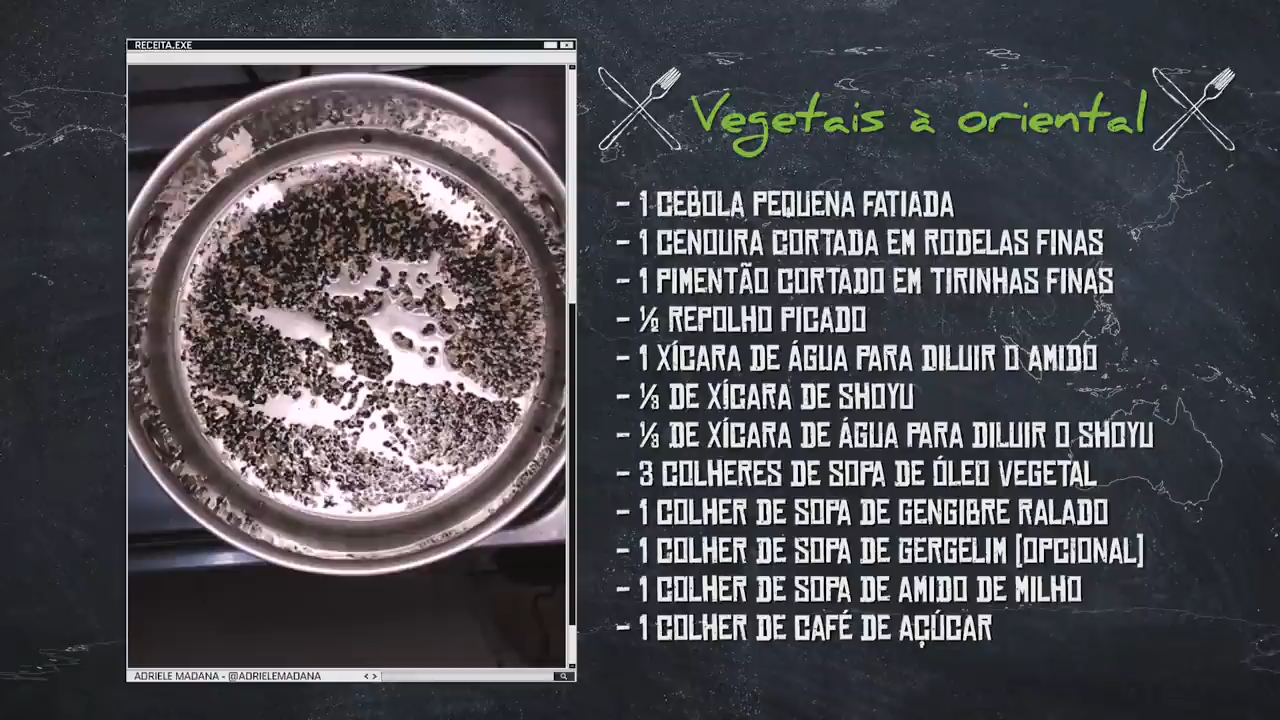 RECEITA.EXE
Vegetais à oriental
- 1 CEBOLA PEQUENA FATIADA
- 1 CENOURA CORTADA EM RODELAS FINAS
- 1 PIMENTÃO CORTADO EM TIRINHAS FINAS
- ½ REPOLHO PICADO
- 1 XÍCARA DE ÁGUA PARA DILUIR O AMIDO
- ⅓ DE XÍCARA DE SHOYU
- ⅓ DE XÍCARA DE ÁGUA PARA DILUIR O SHOYU
- 3 COLHERES DE SOPA DE ÓLEO VEGETAL
- 1 COLHER DE SOPA DE GENGIBRE RALADO
- 1 COLHER DE SOPA DE GERGELIM [OPCIONAL]
- 1 COLHER DE SOPA DE AMIDO DE MILHO
- 1 COLHER DE CAFÉ DE AÇÚCAR
ADRIELE MADANA - @ADRIELEMADANA